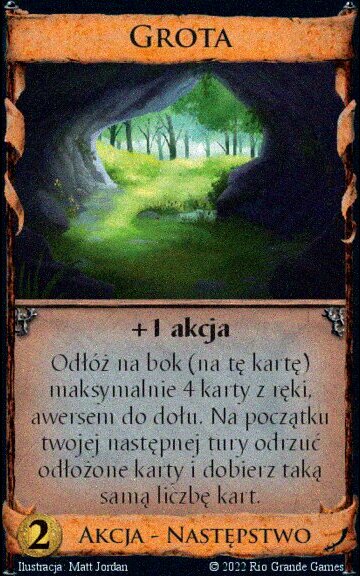 GROTA
+1 akcja
Odłóż na bok (na tę kartę)
maksymalnie 4 karty z ręki,
awersem do dołu. Na początku
twojej następnej tury odrzuć
odłożone karty i dobierz taką
samą liczbę kart.
2 AKCJA - NASTĘPSTWO
Ilustracja: Matt Jordan © 2022 Rio Grande Games